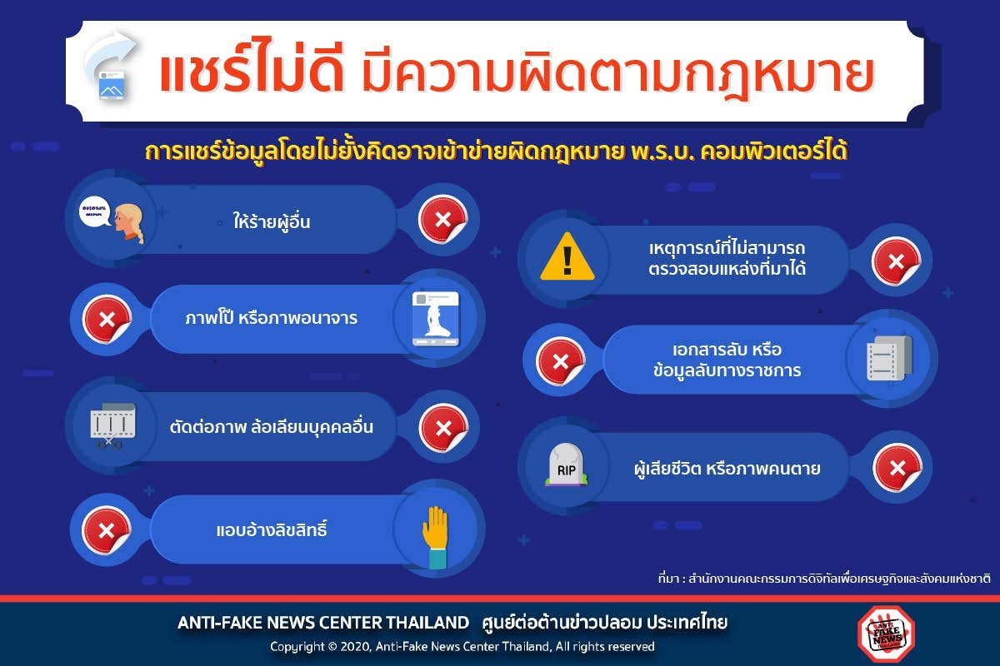 แชร์ไม่ดี มีความผิดตามกฎหมาย
การแชร์ข้อมูลโดยไม่ยั้งคิดอาจเข้าข่ายผิดกฎหมาย พ.ร.บ. คอมพิวเตอร์ได้
ให้ร้ายผู้อื่น
ภาพโป๊ หรือภาพอนาจาร
ตัดต่อภาพ ล้อเลียนบุคคลอื่น
แอบอ้างลิขสิทธิ์
เหตุการณ์ที่ไม่สามารถ
ตรวจสอบแหล่งที่มาได้
เอกสารลับ หรือ
ข้อมูลลับทางราชการ
RIP
ผู้เสียชีวิต หรือภาพคนตาย
ที่มา : สำนักงานคณะกรรมการดิจิทัลเพื่อเศรษฐกิจและสังคมแห่งชาติ
ANTI-FAKE NEWS CENTER THAILAND ศูนย์ต่อต้านข่าวปลอม ประเทศไทย
Copyright © 2020, Anti-Fake News Center Thailand, All rights reserved
ANTI
FAKE
NEWS
THAILAND